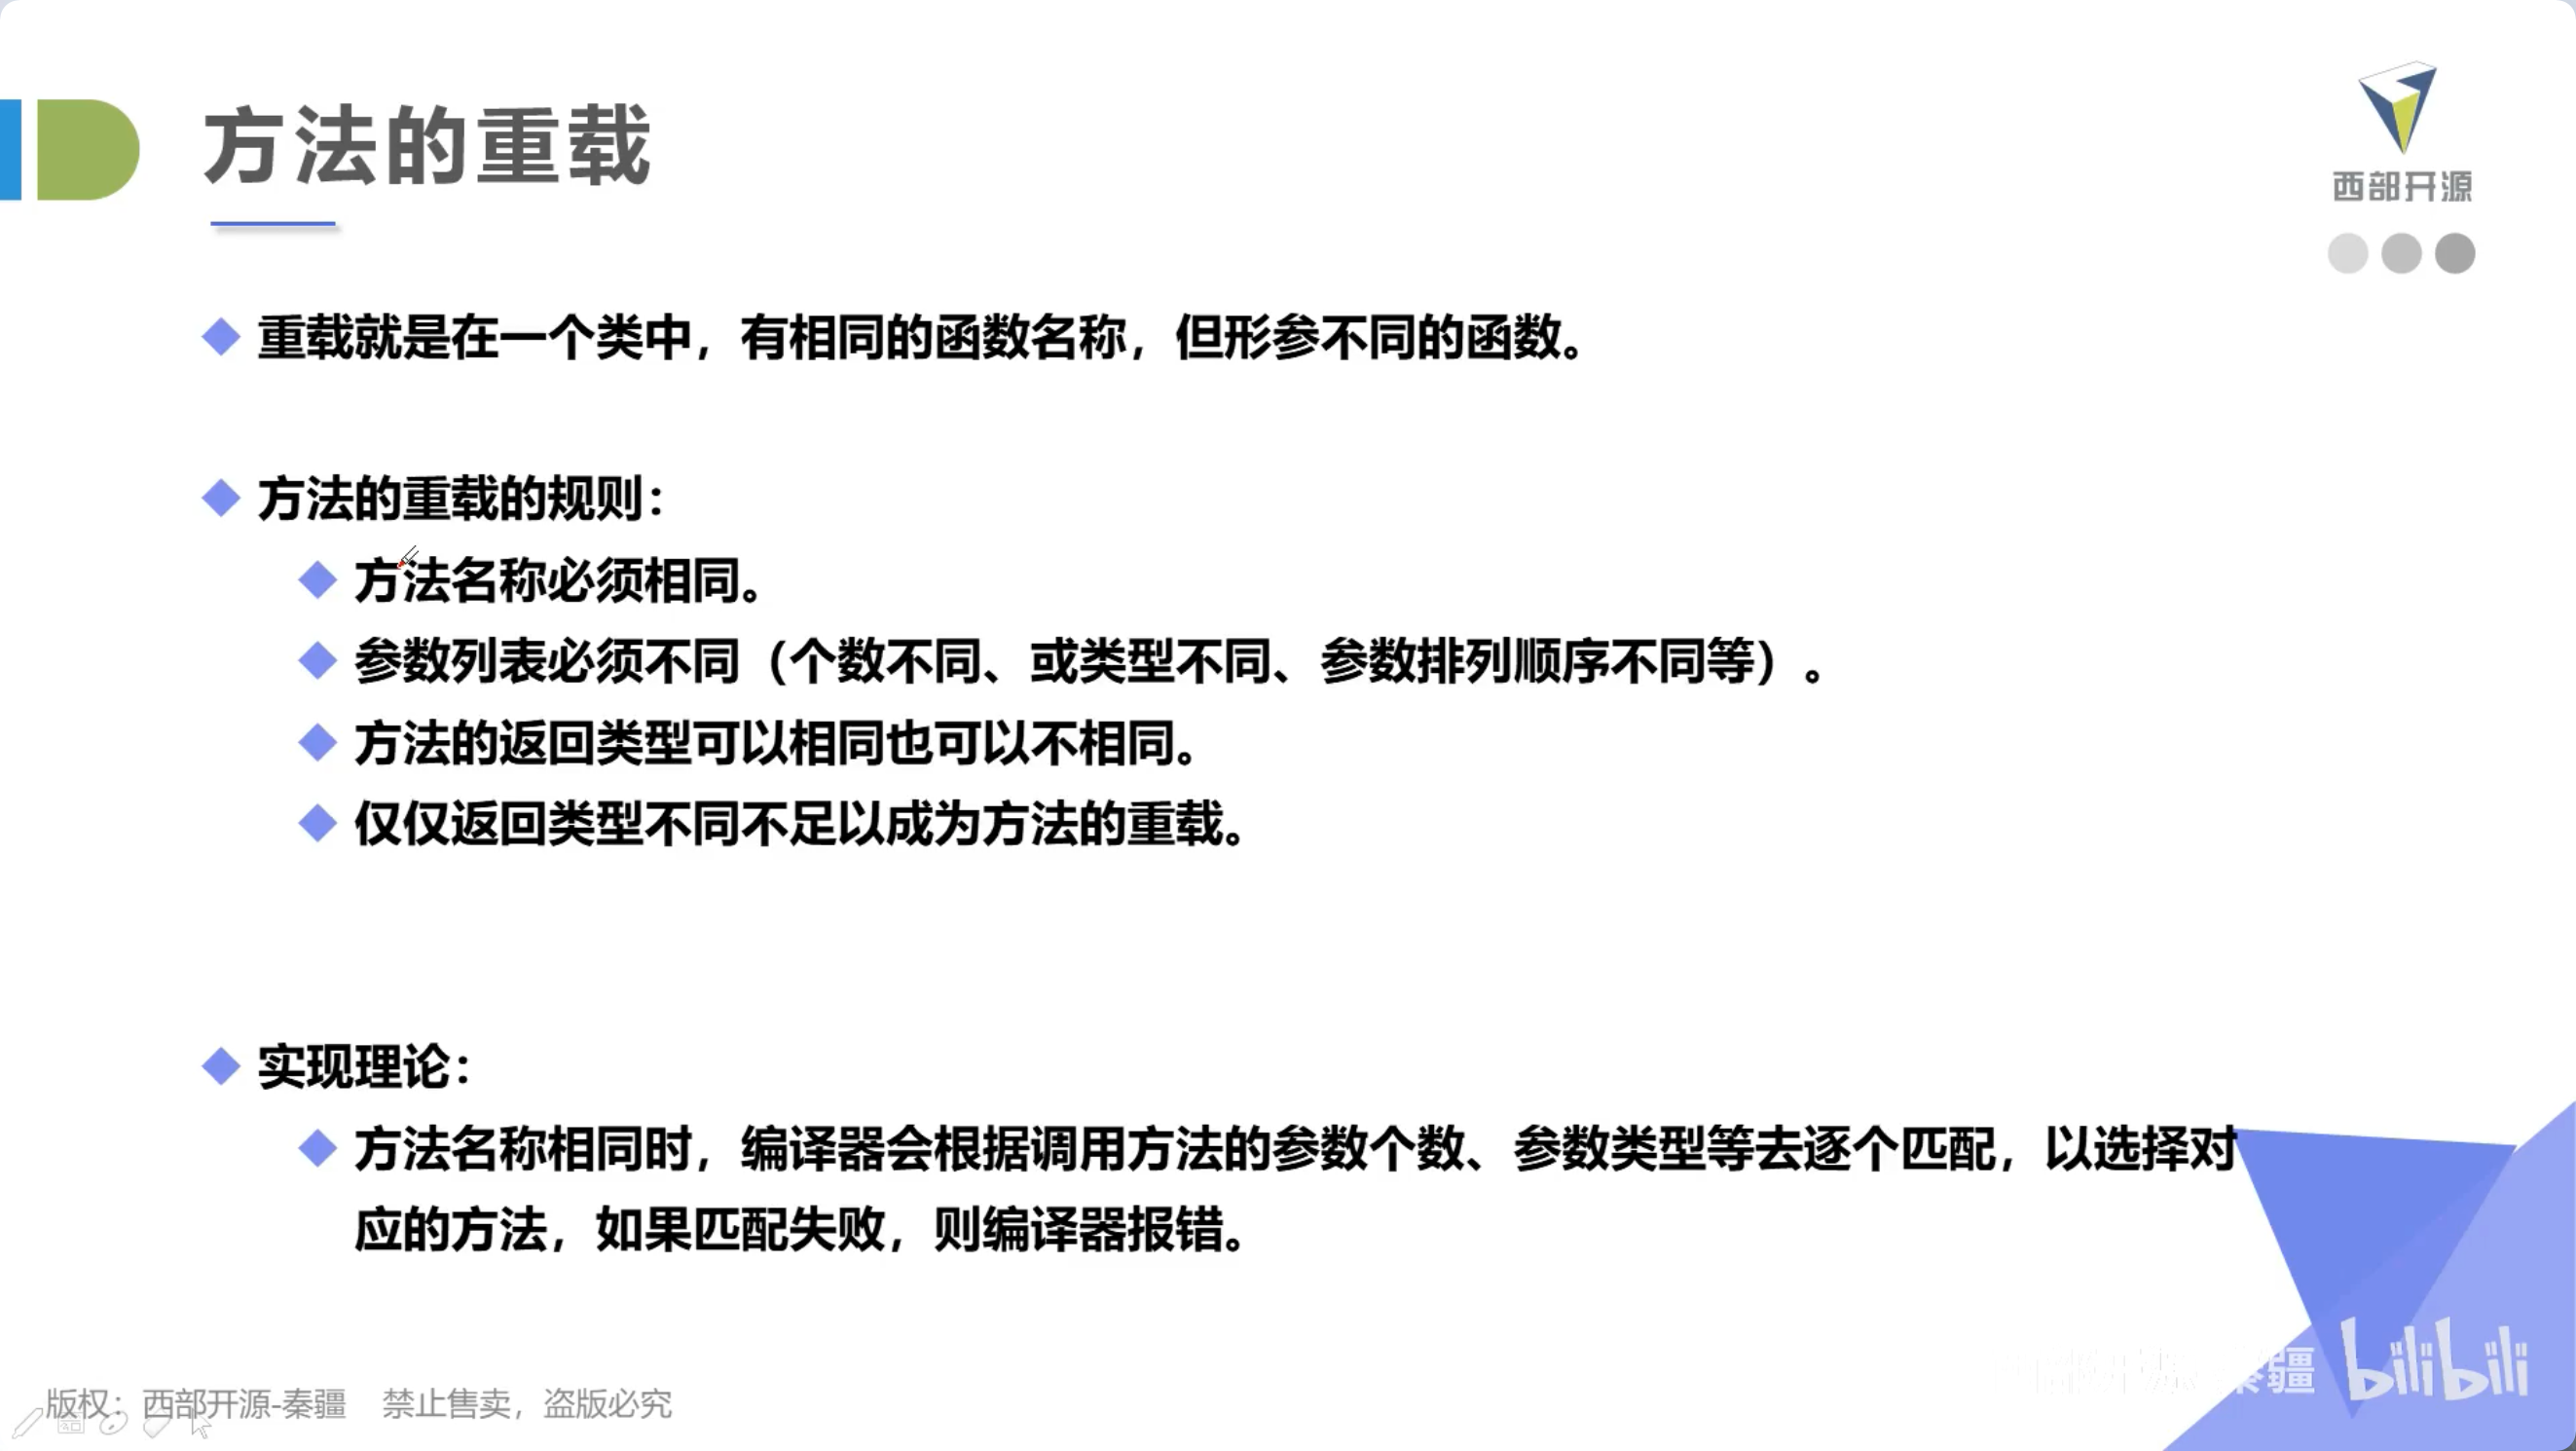 方法的重载
西部开源
重载就是在一个类中，有相同的函数名称，但形参不同的函数。
方法的重载的规则：
方法名称必须相同。
参数列表必须不同（个数不同、或类型不同、参数排列顺序不同等）。
方法的返回类型可以相同也可以不相同。
仅仅返回类型不同不足以成为方法的重载。
实现理论：
方法名称相同时，编译器会根据调用方法的参数个数、参数类型等去逐个匹配，以选择对
应的方法，如果匹配失败，则编译器报错。
疆 bilibili
版权：西部开源-秦疆 禁止售卖，盗版必究